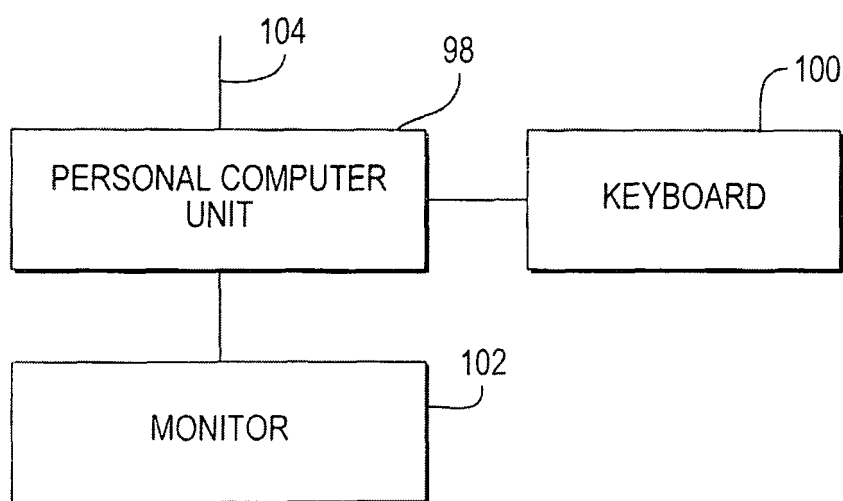 104
98
100
PERSONAL COMPUTER
UNIT
KEYBOARD
102
MONITOR